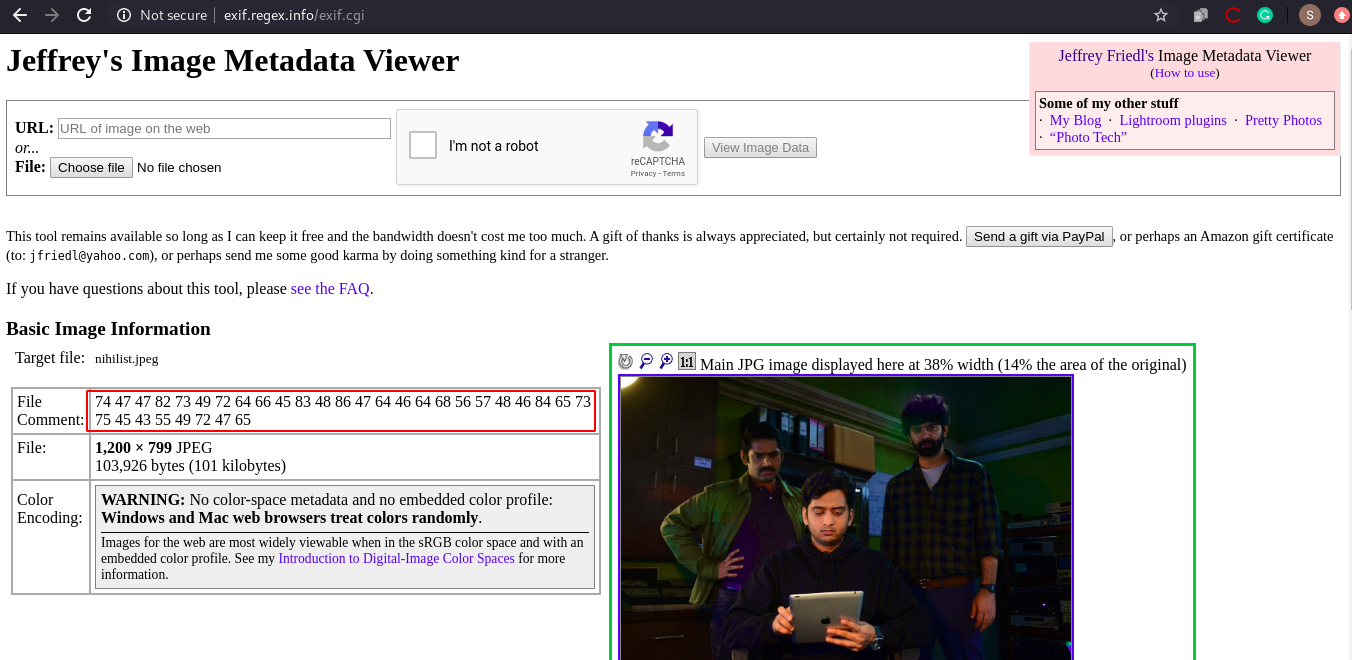 Not secure | exif.regex.info/exif.cgi
S
Jeffrey's Image Metadata Viewer
Jeffrey Friedl's Image Metadata Viewer
(How to use)
Some of my other stuff
· My Blog · Lightroom plugins · Pretty Photos
· “Photo Tech”
URL: URL of image on the web
or...
File: Choose file No file chosen
I'm not a robot
reCAPTCHA
Privacy - Terms
View Image Data
This tool remains available so long as I can keep it free and the bandwidth doesn't cost me too much. A gift of thanks is always appreciated, but certainly not required. Send a gift via PayPal, or perhaps an Amazon gift certificate
(to: jfriedl@yahoo.com), or perhaps send me some good karma by doing something kind for a stranger.
If you have questions about this tool, please see the FAQ.
Basic Image Information
Target file: nihilist.jpeg
File
Comment:
74 47 47 82 73 49 72 64 66 45 83 48 86 47 64 46 64 68 56 57 48 46 84 65 73
75 45 43 55 49 72 47 65
File:
1,200 × 799 JPEG
103,926 bytes (101 kilobytes)
Color
Encoding:
WARNING: No color-space metadata and no embedded color profile:
Windows and Mac web browsers treat colors randomly.
Images for the web are most widely viewable when in the sRGB color space and with an
embedded color profile. See my Introduction to Digital-Image Color Spaces for more
information.
1:1 Main JPG image displayed here at 38% width (14% the area of the original)